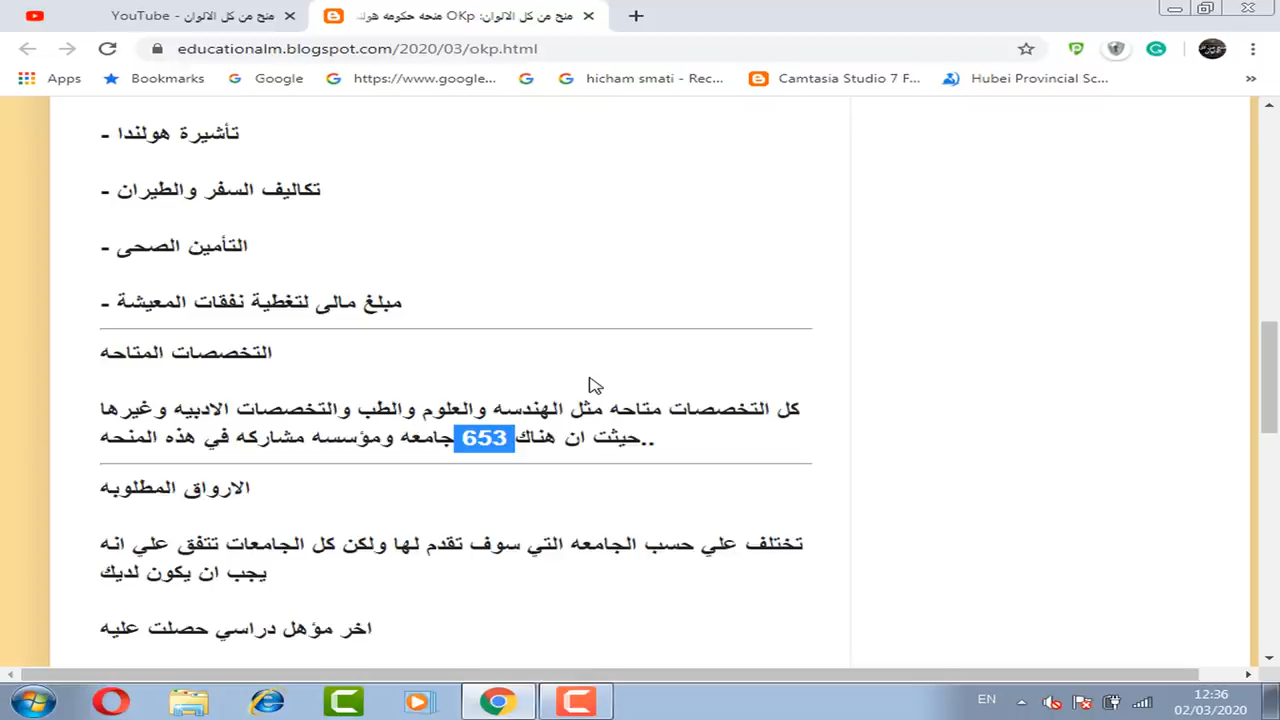 منح من كل الالوان - YouTube
منح من كل الالوان: OKp منحه حكومه هولند
educationalm.blogspot.com/2020/03/okp.html
Apps
Bookmarks
Google
https://www.google...
hicham smati - Rec...
Camtasia Studio 7 F...
Hubei Provincial Sc...
»
- تأشيرة هولندا
- تكاليف السفر والطيران
- التأمين الصحى
- مبلغ مالى لتغطية نفقات المعيشة
التخصصات المتاحه
كل التخصصات متاحه مثل الهندسه والعلوم والطب والتخصصات الادبيه وغيرها
..حيثت ان هناك 653 جامعه ومؤسسه مشاركه في هذه المنحه
الارواق المطلوبه
تختلف علي حسب الجامعه التي سوف تقدم لها ولكن كل الجامعات تتفق علي انه
يجب ان يكون لديك
اخر مؤهل دراسي حصلت عليه
EN
12:36
02/03/2020